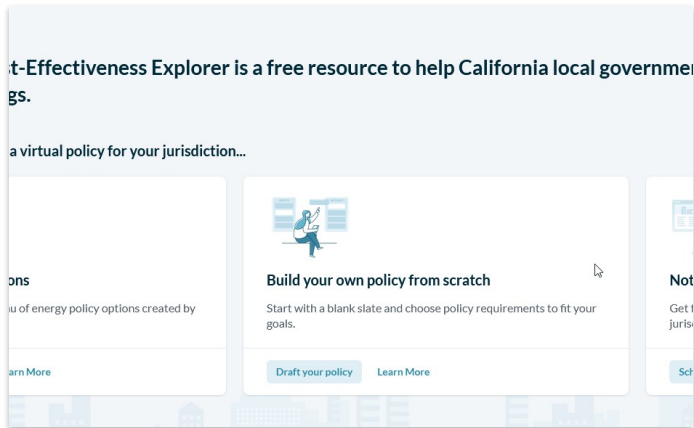 st-Effectiveness Explorer is a free resource to help California local governme
gs.
a virtual policy for your jurisdiction...
ons
u of energy policy options created by
arn More
Build your own policy from scratch
Start with a blank slate and choose policy requirements to fit your
goals.
Draft your policy
Learn More
Not
Get
juris
Sch